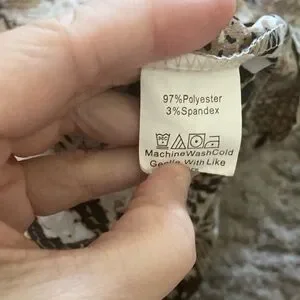 97%Polyester
3%Spandex
MachineWashCold
Gentle With Like